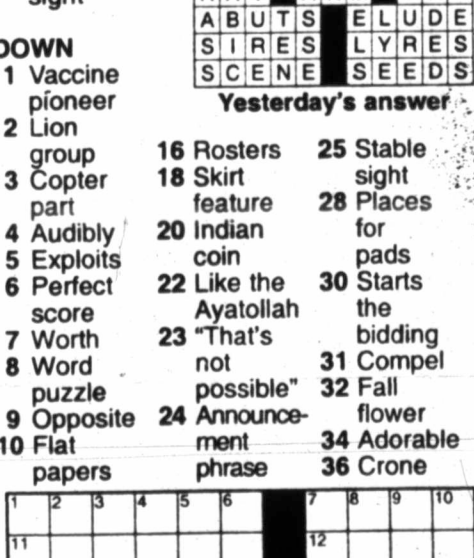 sight
ABUTS ELUDE
SIRES LYRES
SCENE SEEDS
Yesterday's answer
DOWN
1 Vaccine
pioneer
2 Lion
group
3 Copter
part
4 Audibly
5 Exploits
6 Perfect
score
7 Worth
8 Word
puzzle
9 Opposite
10 Flat
papers
16 Rosters
18 Skirt
feature
20 Indian
coin
22 Like the
Ayatollah
23 "That's
not
possible"
24 Announce-
ment
phrase
25 Stable
sight
28 Places
for
pads
30 Starts
the
bidding
31 Compel
32 Fall
flower
34 Adorable
36 Crone
1 2 3 4 5 6 7 8 9 10
11 12